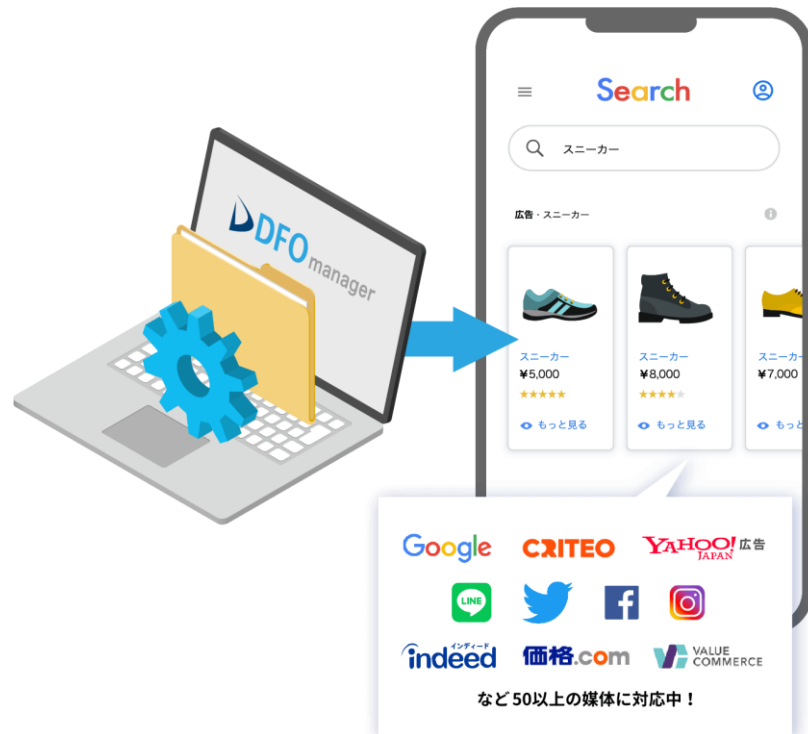 DFO manager
Search
スニーカー
広告・スニーカー
スニーカー
¥5,000
★★★★★
もっと見る
スニーカー
¥8,000
★★★★★
もっと見る
スニーカー
¥7,000
もっと
Google
CRITEO
YAHOO! JAPAN 広告
LINE
f
インディード
indeed
価格.com
VALUE COMMERCE
など50以上の媒体に対応中！